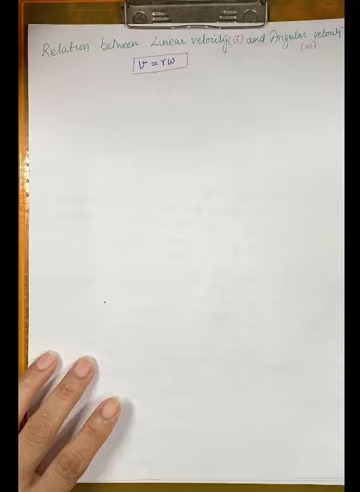 Relation between Linear velocity (v⃗) and Angular velocity
(ω)
v = rω